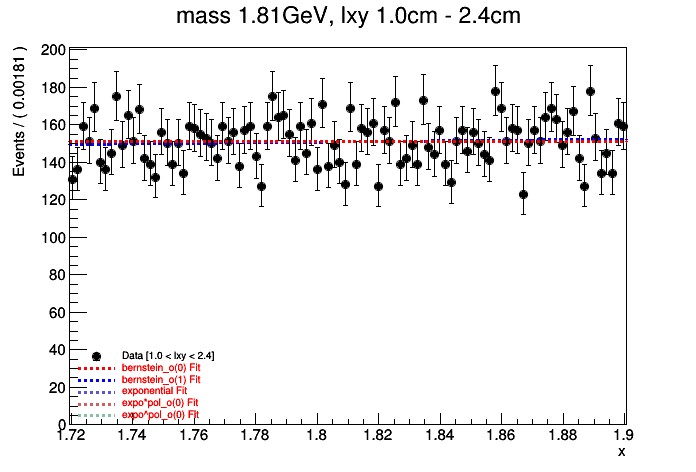 mass 1.81GeV, lxy 1.0cm - 2.4cm
Events / ( 0.00181 )
200
180
160
140
120
100
80
60
40
20
0
Data [1.0 < lxy < 2.4]
bernstein_o(0) Fit
bernstein_o(1) Fit
exponential Fit
expo*pol_o(0) Fit
expo^pol_o(0) Fit
1.72 1.74 1.76 1.78 1.8 1.82 1.84 1.86 1.88 1.9
x